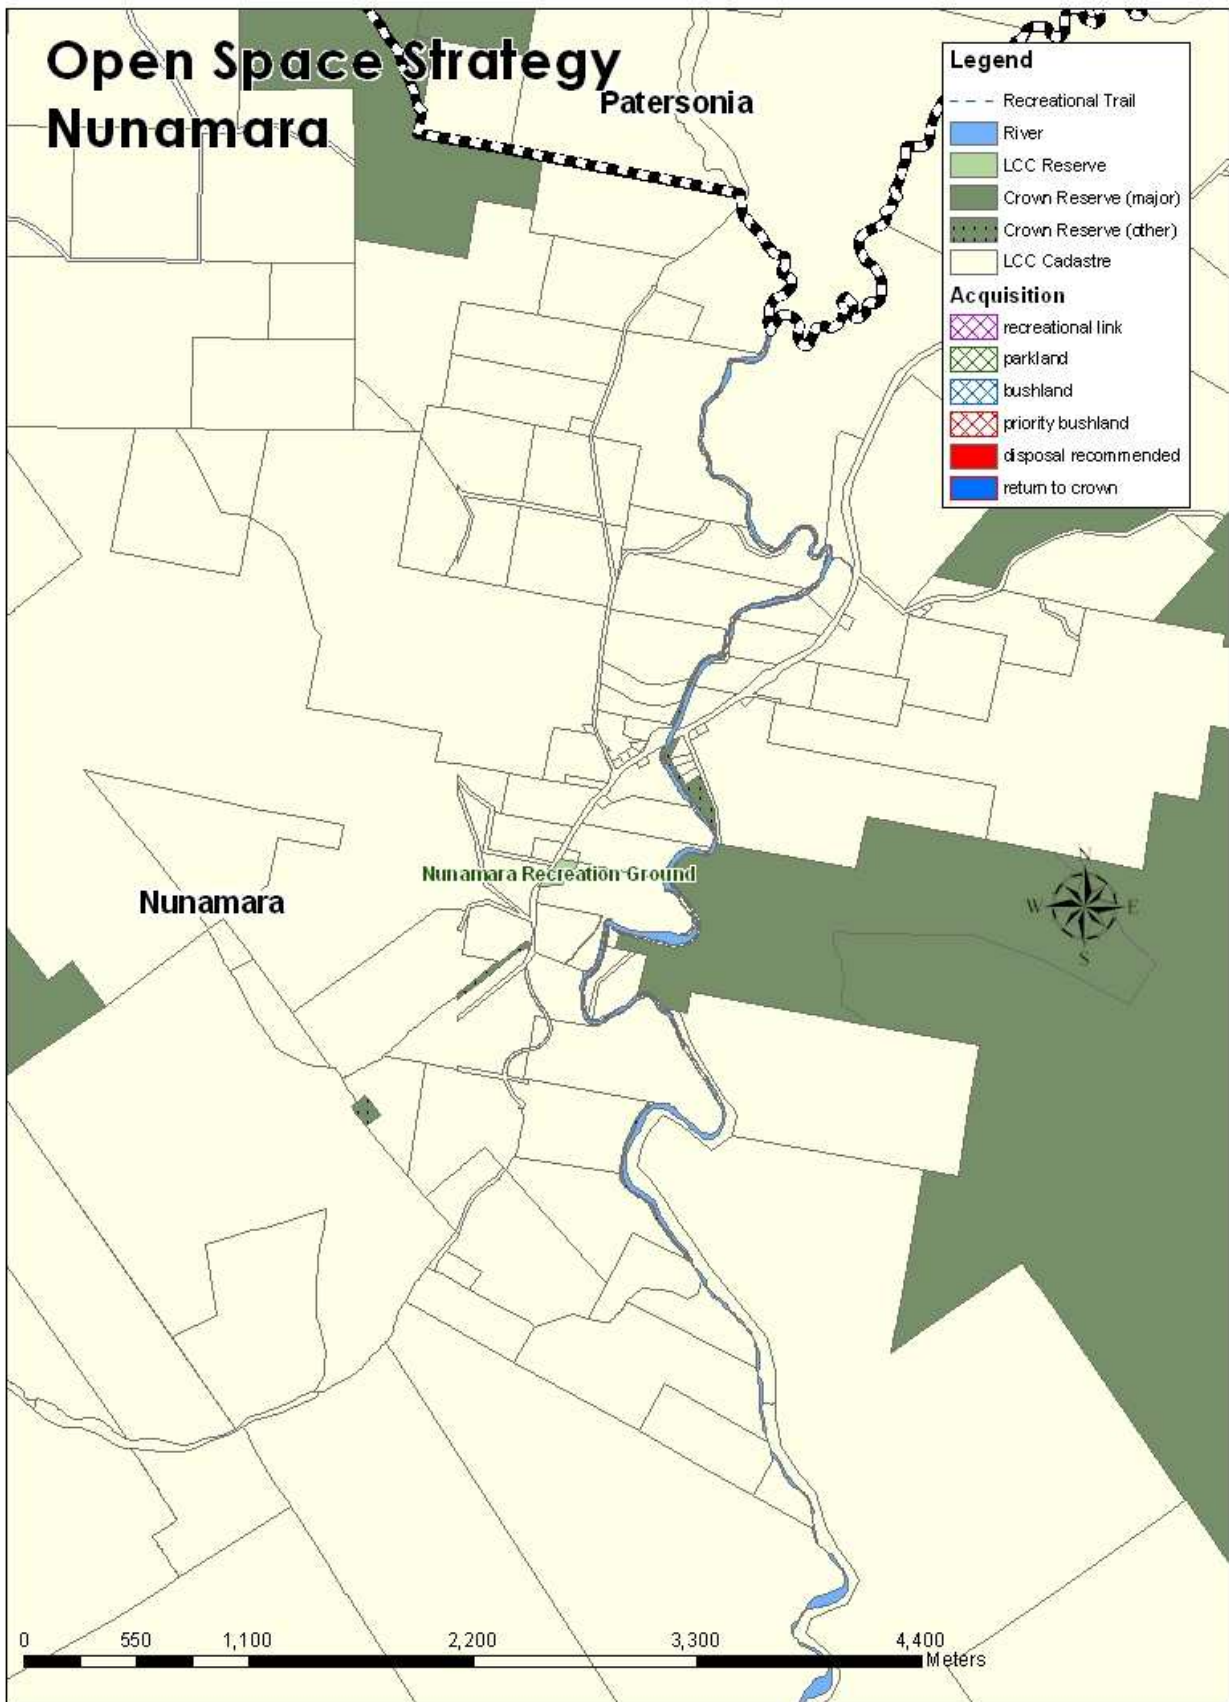 Open Space Strategy
Nunamara
Patersonia
Legend
Recreational Trail
River
LCC Reserve
Crown Reserve (major)
Crown Reserve (other)
LCC Cadastre
Acquisition
recreational link
parkland
bushland
priority bushland
disposal recommended
return to crown
Nunamara Recreation Ground
Nunamara
N
W E
S
0 550 1,100 2,200 3,300 4,400
Meters